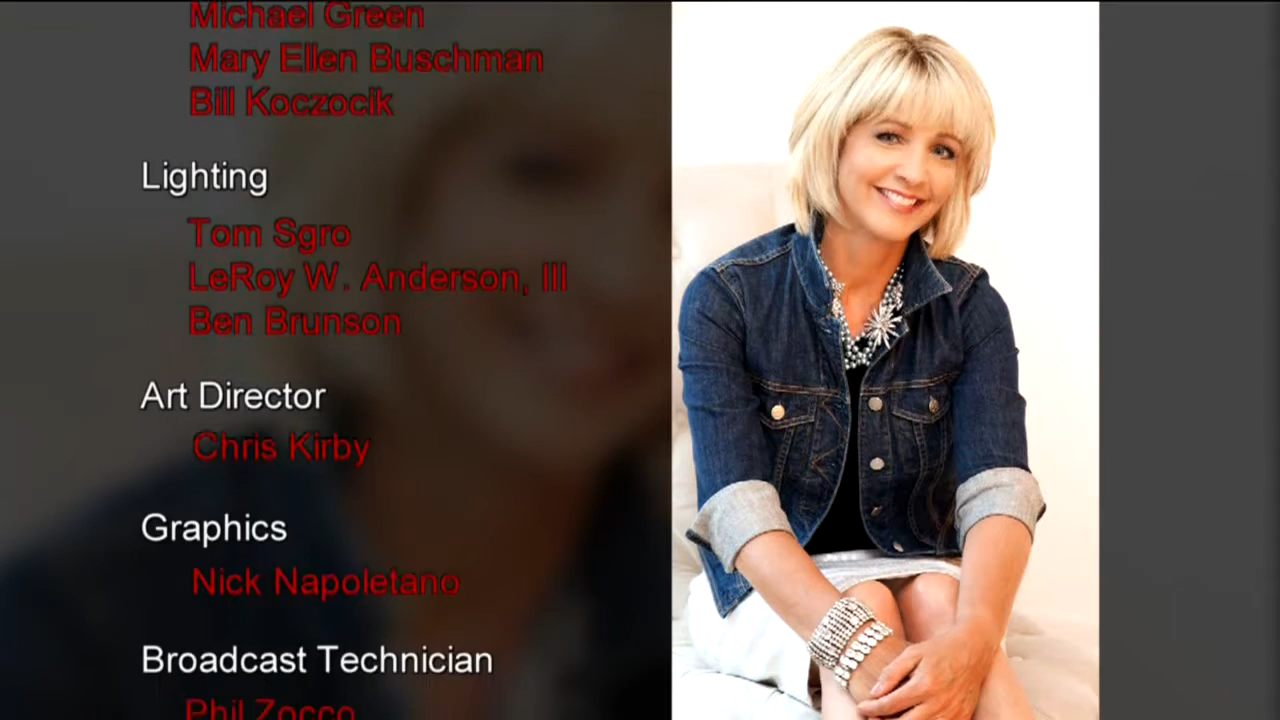 Michael Green
Mary Ellen Buschman
Bill Koczocik
Lighting
Tom Sgro
LeRoy W. Anderson, III
Ben Brunson
Art Director
Chris Kirby
Graphics
Nick Napoletano
Broadcast Technician
Phil Zocco